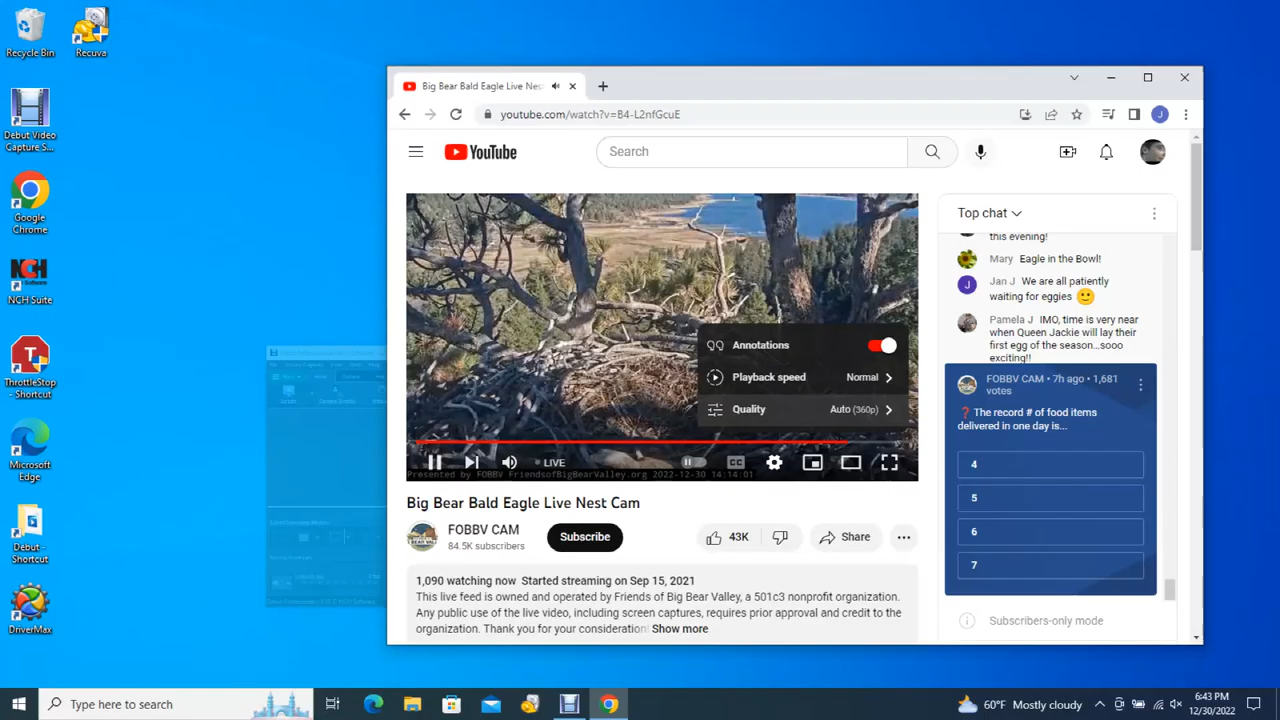 Recycle Bin
Recuva
Debut Video
Capture S...
Google
Chrome
NCH
NCH Suite
ThrottleStop
- Shortcut
Microsoft
Edge
Debut -
Shortcut
DriverMax
Big Bear Bald Eagle Live Nes
youtube.com/watch?v=B4-L2nfGcuE
J
YouTube
Search
Annotations
Playback speed Normal
Quality Auto (360p)
LIVE
CC
Presented by FOBBV FriendsofBigBearValley.org 2022-12-30 14:14:01
Big Bear Bald Eagle Live Nest Cam
FOBBV CAM
84.5K subscribers
Subscribe
43K
Share
1,090 watching now Started streaming on Sep 15, 2021
This live feed is owned and operated by Friends of Big Bear Valley, a 501c3 nonprofit organization.
Any public use of the live video, including screen captures, requires prior approval and credit to the
organization. Thank you for your consideration! Show more
Top chat
this evening!
Mary Eagle in the Bowl!
J
Jan J We are all patiently
waiting for eggies
Pamela J IMO, time is very near
when Queen Jackie will lay their
first egg of the season...sooo
exciting!!
FOBBV CAM • 7h ago • 1,681
votes
❓The record # of food items
delivered in one day is...
4
5
6
7
Subscribers-only mode
Type here to search
60°F Mostly cloudy
6:43 PM
12/30/2022